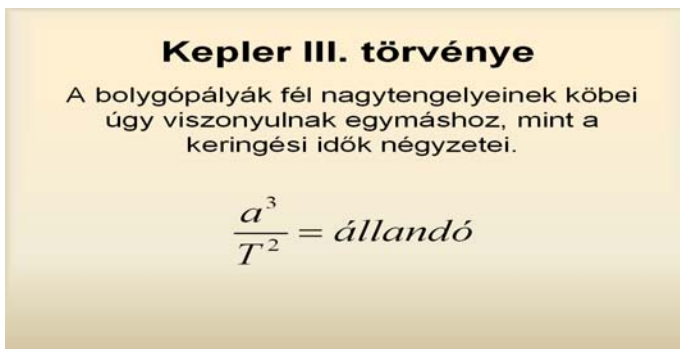 Kepler III. törvénye
A bolygópályák fél nagytengelyeinek köbei
úgy viszonyulnak egymáshoz, mint a
keringési idők négyzetei.
a³/T² = állandó